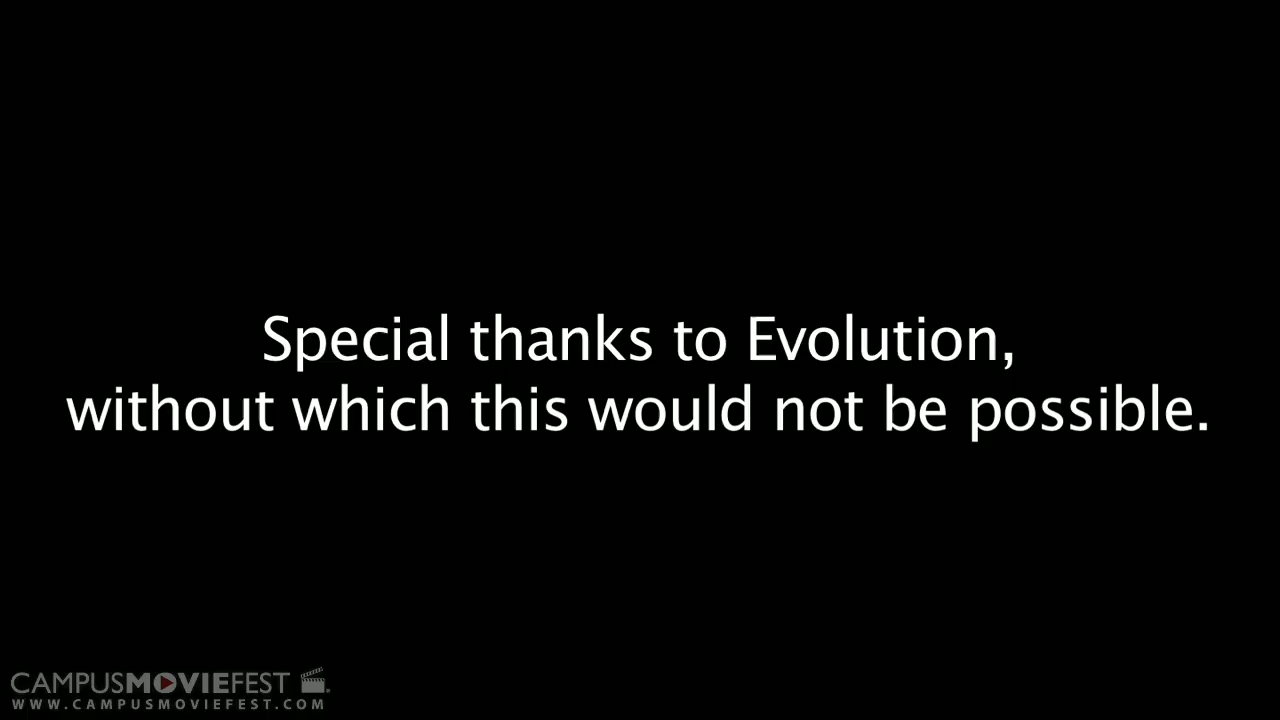 Special thanks to Evolution,
without which this would not be possible.
CAMPUSMOVIEFEST
WWW.CAMPUSMOVIEFEST.COM